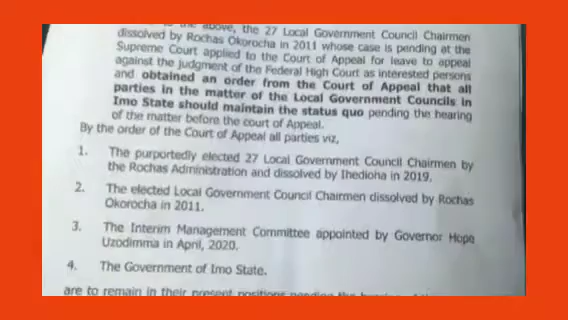 the above, the 27 Local Government Council Chairmen
dissolved by Rochas Okorocha in 2011 whose case is pending at the
Supreme Court applied to the Court of Appeal for leave to appeal
against the judgment of the Federal High Court as interested persons
and obtained an order from the Court of Appeal that all
parties in the matter of the Local Government Councils in
Imo State should maintain the status quo pending the hearing
of the matter before the court of Appeal.
By the order of the Court of Appeal all parties viz,
1. The purportedly elected 27 Local Government Council Chairmen by
the Rochas Administration and dissolved by Ihedioha in 2019.
2. The elected Local Government Council Chairmen dissolved by Rochas
Okorocha in 2011.
3. The Interim Management Committee appointed by Governor Hope
Uzodimma in April, 2020.
4. The Government of Imo State.
are to remain in their present positions pending the